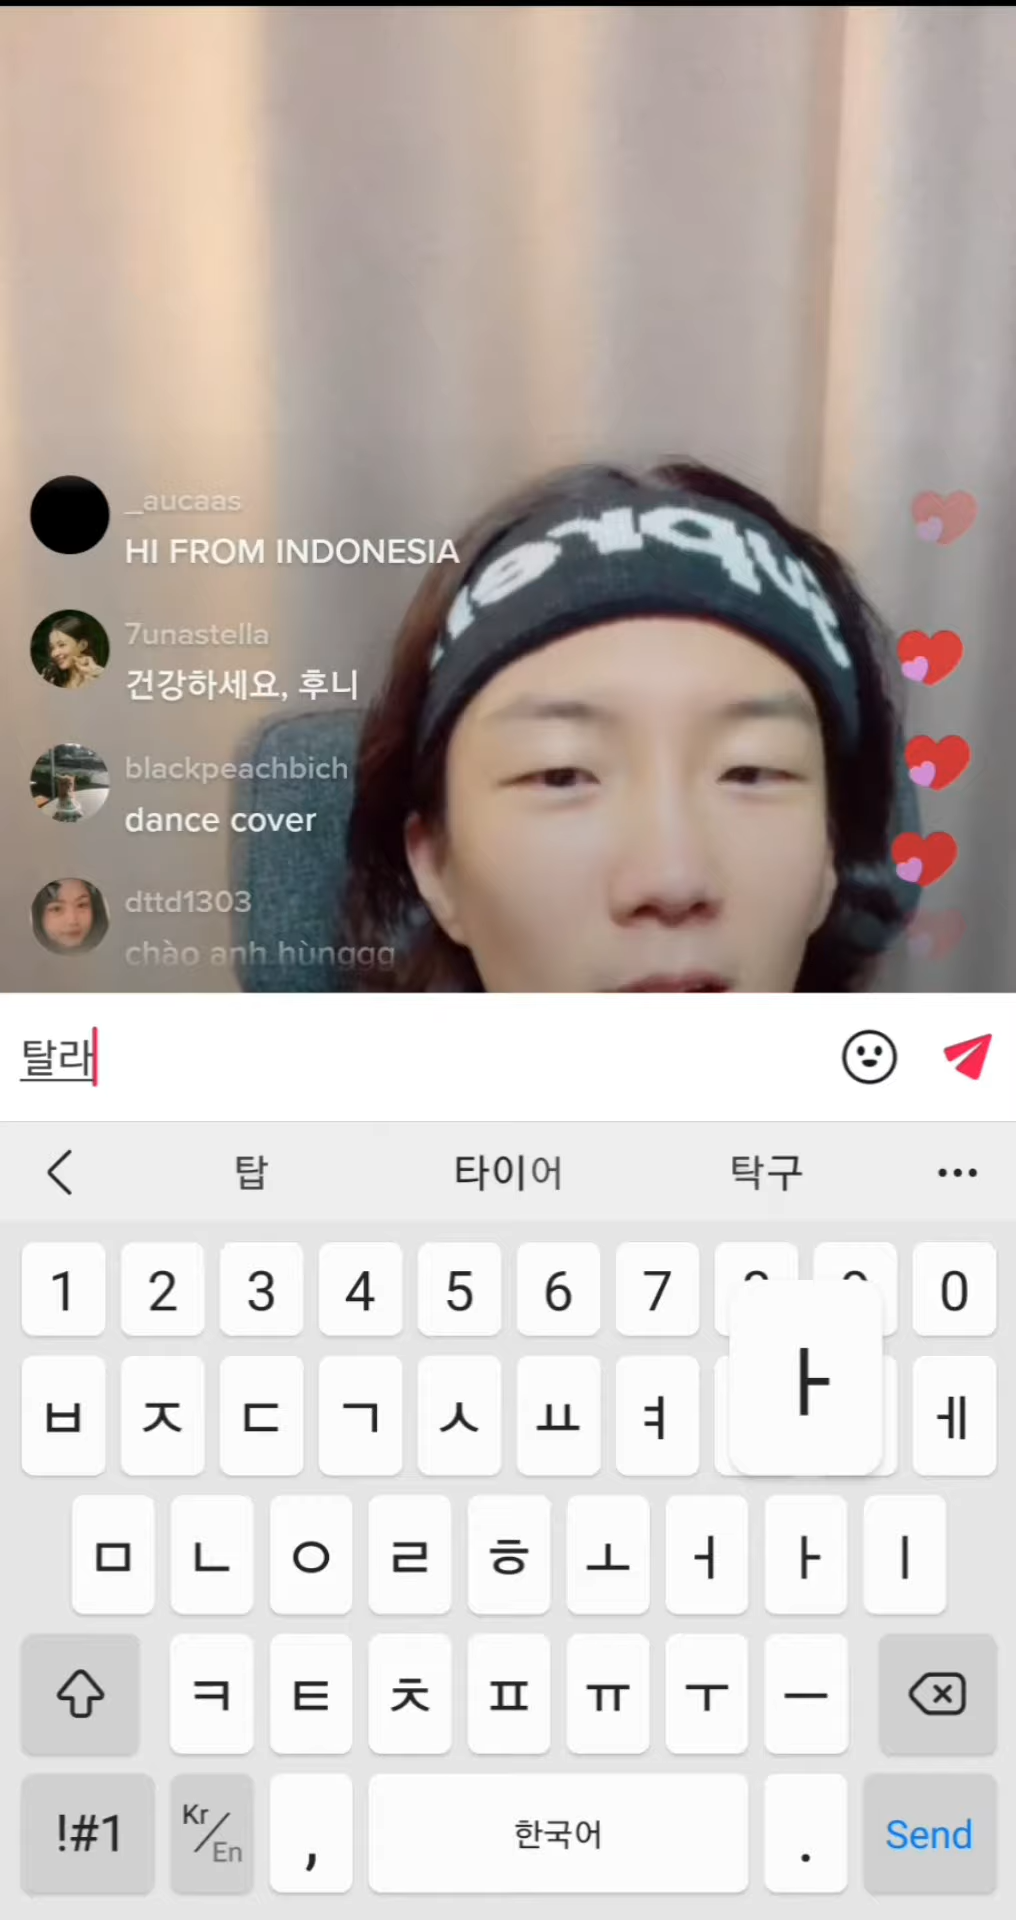 _aucaas
HI FROM INDONESIA
7unastella
건강하세요, 후니
blackpeachbich
dance cover
dttd1303
chào anh hùnggg
탈라
탑 타이어 탁구
1 2 3 4 5 6 7 0
ㅂ ㅈ ㄷ ㄱ ㅅ ㅛ ㅕ ㅏ ㅔ
ㅁ ㄴ ㅇ ㄹ ㅎ ㅗ ㅓ ㅏ ㅣ
ㅋ ㅌ ㅊ ㅍ ㅠ ㅜ ㅡ
!#1 Kr/En , 한국어 . Send